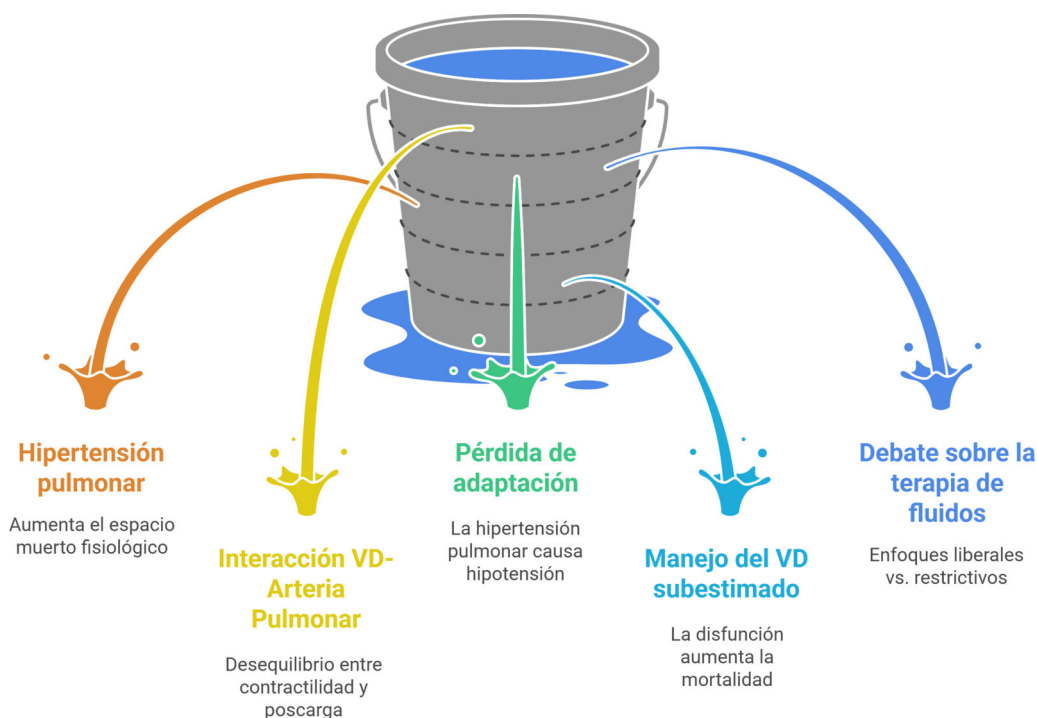 Hipertensión
pulmonar
Aumenta el espacio
muerto fisiológico
Interacción VD-
Arteria
Pulmonar
Desequilibrio entre
contractilidad y
poscarga
Pérdida de
adaptación
La hipertensión
pulmonar causa
hipotensión
Manejo del VD
subestimado
La disfunción
aumenta la
mortalidad
Debate sobre la
terapia de
fluidos
Enfoques liberales
vs. restrictivos